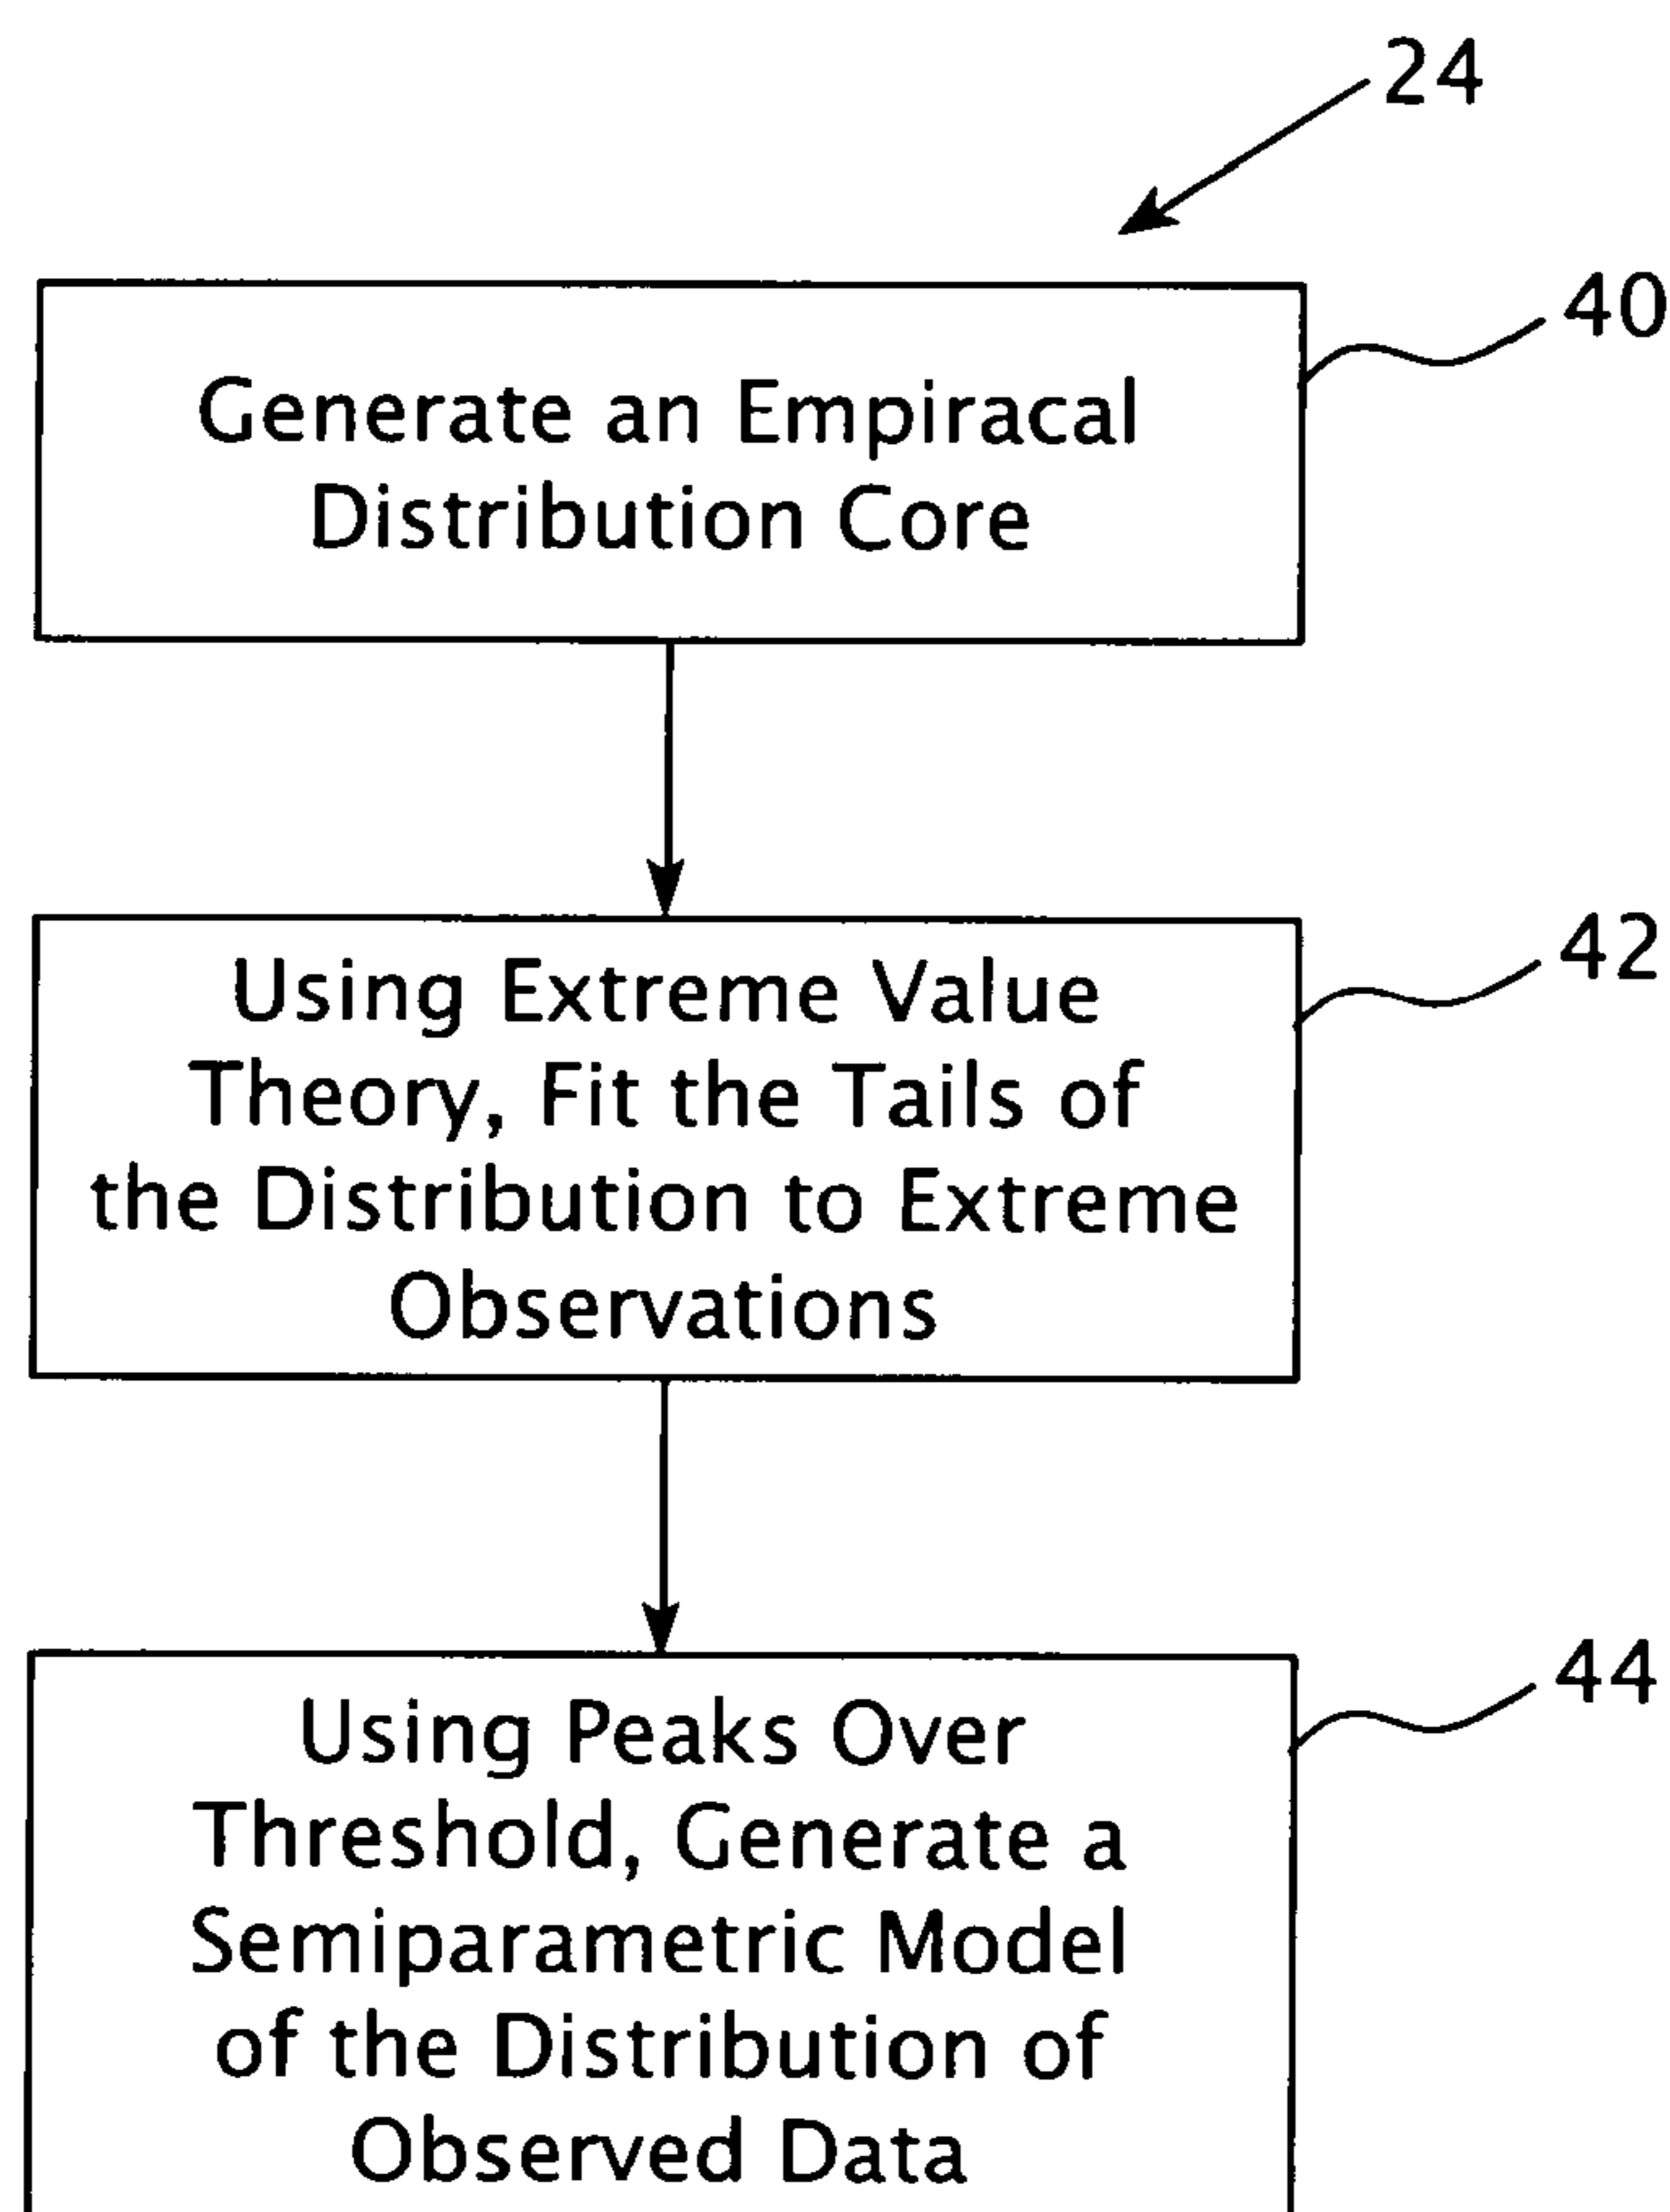 24
40
Generate an Empiracal
Distribution Core
42
Using Extreme Value
Theory, Fit the Tails of
the Distribution to Extreme
Observations
44
Using Peaks Over
Threshold, Generate a
Semiparametric Model
of the Distribution of
Observed Data